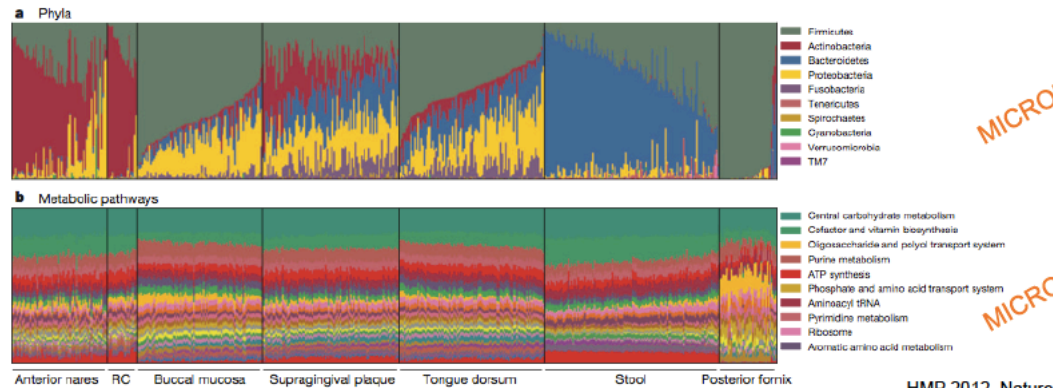 a Phyla
Firmicutes
Actinobacteria
Bacteroidetes
Proteobacteria
Fusobacteria
Tenericutes
Spirochaetes
Cyanobacteria
Verrucomicrobia
TM7
MICRO
b Metabolic pathways
Central carbohydrate metabolism
Cofactor and vitamin biosynthesis
Oligosaccharide and polyol transport system
Purine metabolism
ATP synthesis
Phosphate and amino acid transport system
Aminoacyl tRNA
Pyrimidine metabolism
Ribosome
Aromatic amino acid metabolism
MICRO
Anterior nares RC Buccal mucosa Supragingival plaque Tongue dorsum Stool Posterior fornix
HMP 2012, Nature